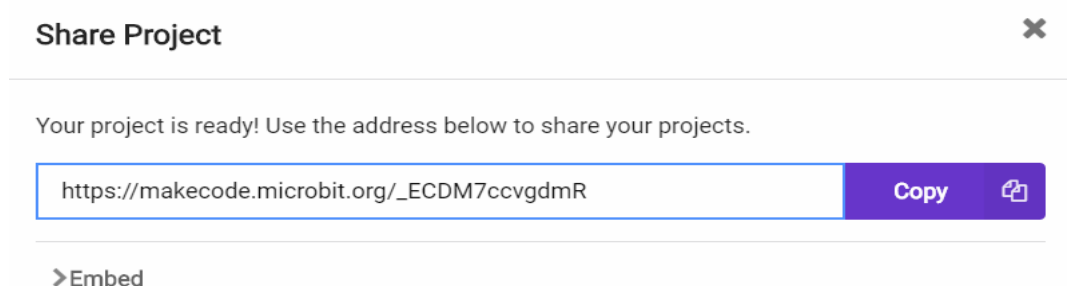 Share Project
Your project is ready! Use the address below to share your projects.
https://makecode.microbit.org/_ECDM7ccvgdmR
Copy
Embed